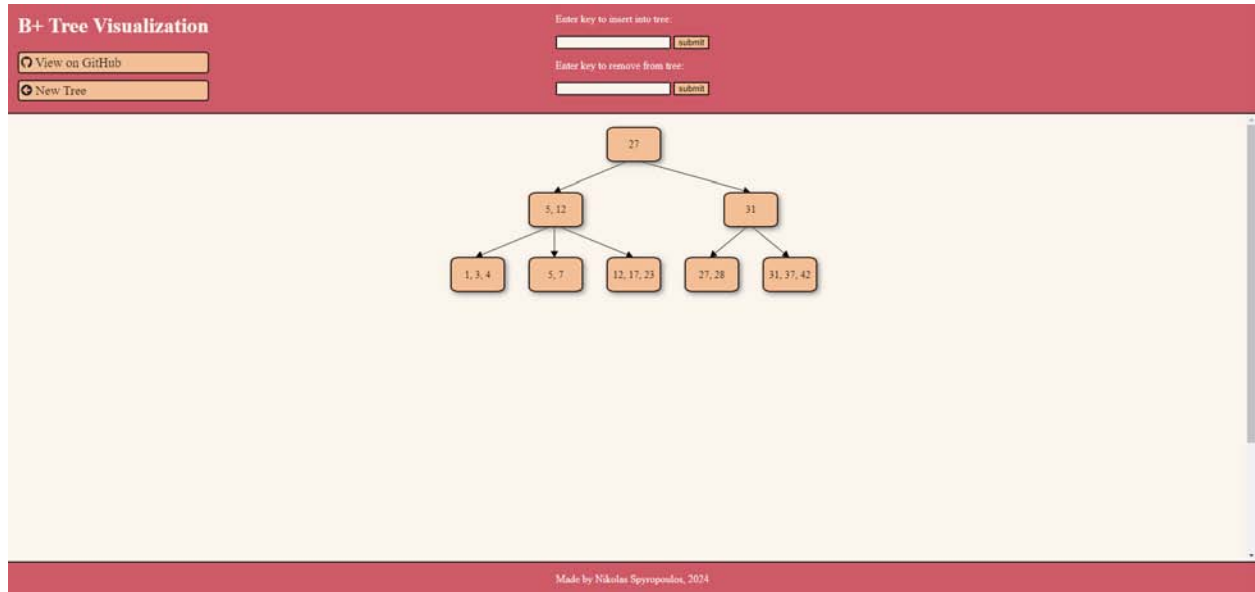 B+ Tree Visualization
View on GitHub
New Tree
Enter key to insert into tree:
submit
Enter key to remove from tree:
submit
27
5, 12
31
1, 3, 4
5, 7
12, 17, 23
27, 28
31, 37, 42
Made by Nikolas Spyropoulos, 2024